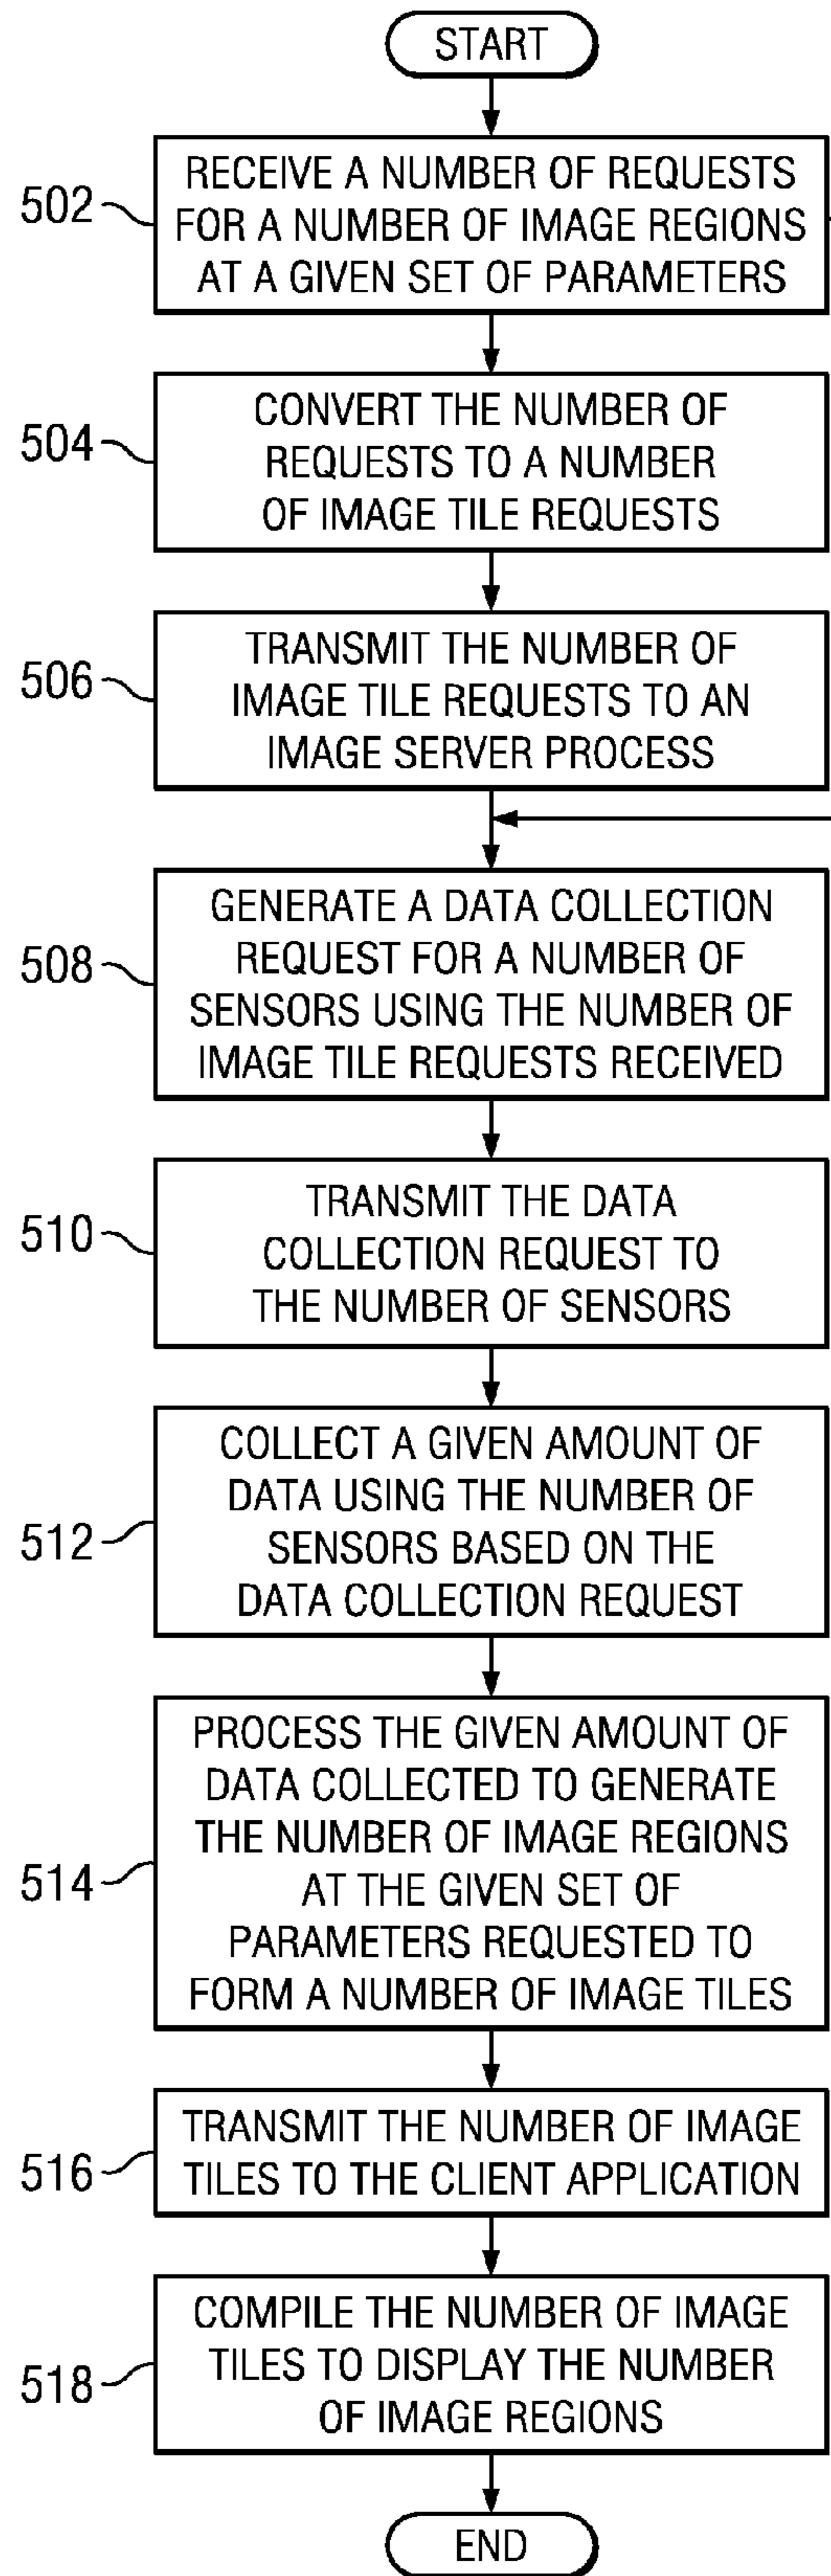 START
502
RECEIVE A NUMBER OF REQUESTS
FOR A NUMBER OF IMAGE REGIONS
AT A GIVEN SET OF PARAMETERS
504
CONVERT THE NUMBER OF
REQUESTS TO A NUMBER
OF IMAGE TILE REQUESTS
506
TRANSMIT THE NUMBER OF
IMAGE TILE REQUESTS TO AN
IMAGE SERVER PROCESS
508
GENERATE A DATA COLLECTION
REQUEST FOR A NUMBER OF
SENSORS USING THE NUMBER OF
IMAGE TILE REQUESTS RECEIVED
510
TRANSMIT THE DATA
COLLECTION REQUEST TO
THE NUMBER OF SENSORS
512
COLLECT A GIVEN AMOUNT OF
DATA USING THE NUMBER OF
SENSORS BASED ON THE
DATA COLLECTION REQUEST
514
PROCESS THE GIVEN AMOUNT OF
DATA COLLECTED TO GENERATE
THE NUMBER OF IMAGE REGIONS
AT THE GIVEN SET OF
PARAMETERS REQUESTED TO
FORM A NUMBER OF IMAGE TILES
516
TRANSMIT THE NUMBER OF IMAGE
TILES TO THE CLIENT APPLICATION
518
COMPILE THE NUMBER OF IMAGE
TILES TO DISPLAY THE NUMBER
OF IMAGE REGIONS
END